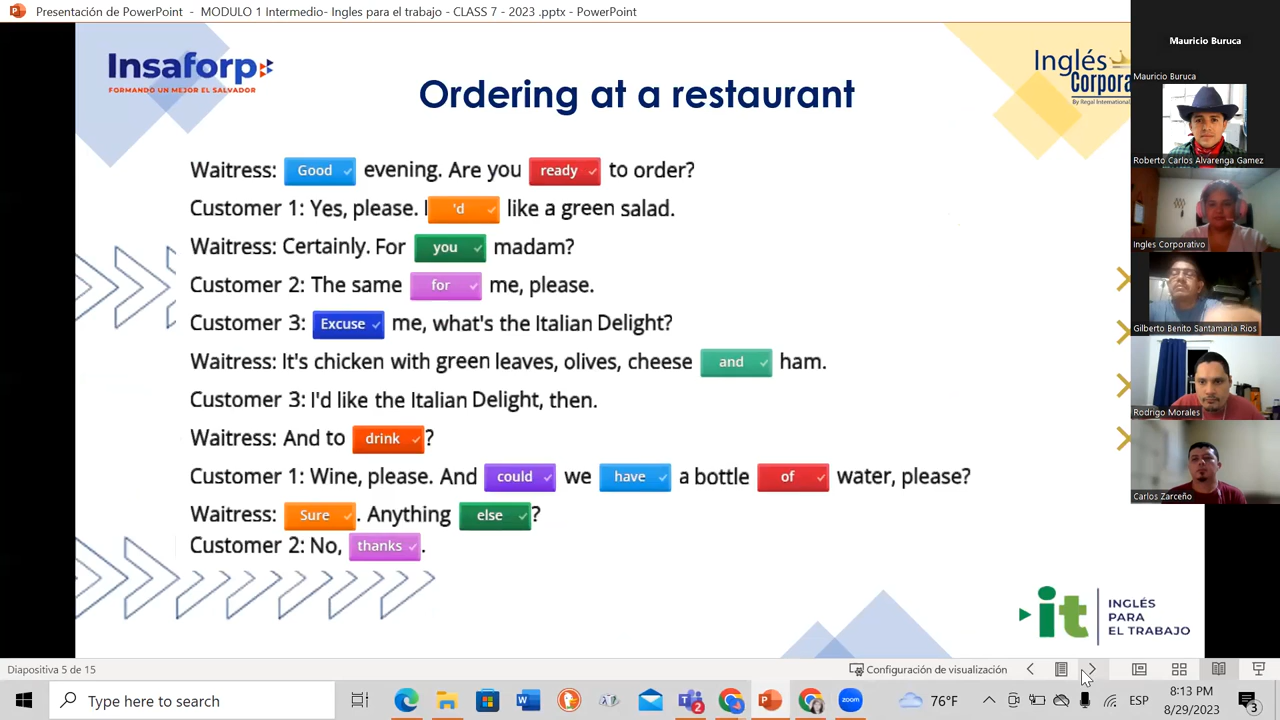 Presentación de PowerPoint - MODULO 1 Intermedio- Ingles para el trabajo - CLASS 7 - 2023 .pptx - PowerPoint
Insaforp
FORMANDO UN MEJOR EL SALVADOR
Ordering at a restaurant
Inglés
Corpora
By Regal International
Waitress: Good evening. Are you ready to order?
Customer 1: Yes, please. I 'd like a green salad.
Waitress: Certainly. For you madam?
Customer 2: The same for me, please.
Customer 3: Excuse me, what's the Italian Delight?
Waitress: It's chicken with green leaves, olives, cheese and ham.
Customer 3: I'd like the Italian Delight, then.
Waitress: And to drink ?
Customer 1: Wine, please. And could we have a bottle of water, please?
Waitress: Sure . Anything else ?
Customer 2: No, thanks .
it INGLÉS
PARA
EL TRABAJO
Mauricio Buruca
Mauricio Buruca
Roberto Carlos Alvarenga Gamez
Ingles Corporativo
Gilberto Benito Santamaria Rios
Rodrigo Morales
Carlos Zarceño
Diapositiva 5 de 15
Configuración de visualización
Type here to search
2
zoom
76°F
ESP
8:13 PM
8/29/2023
3